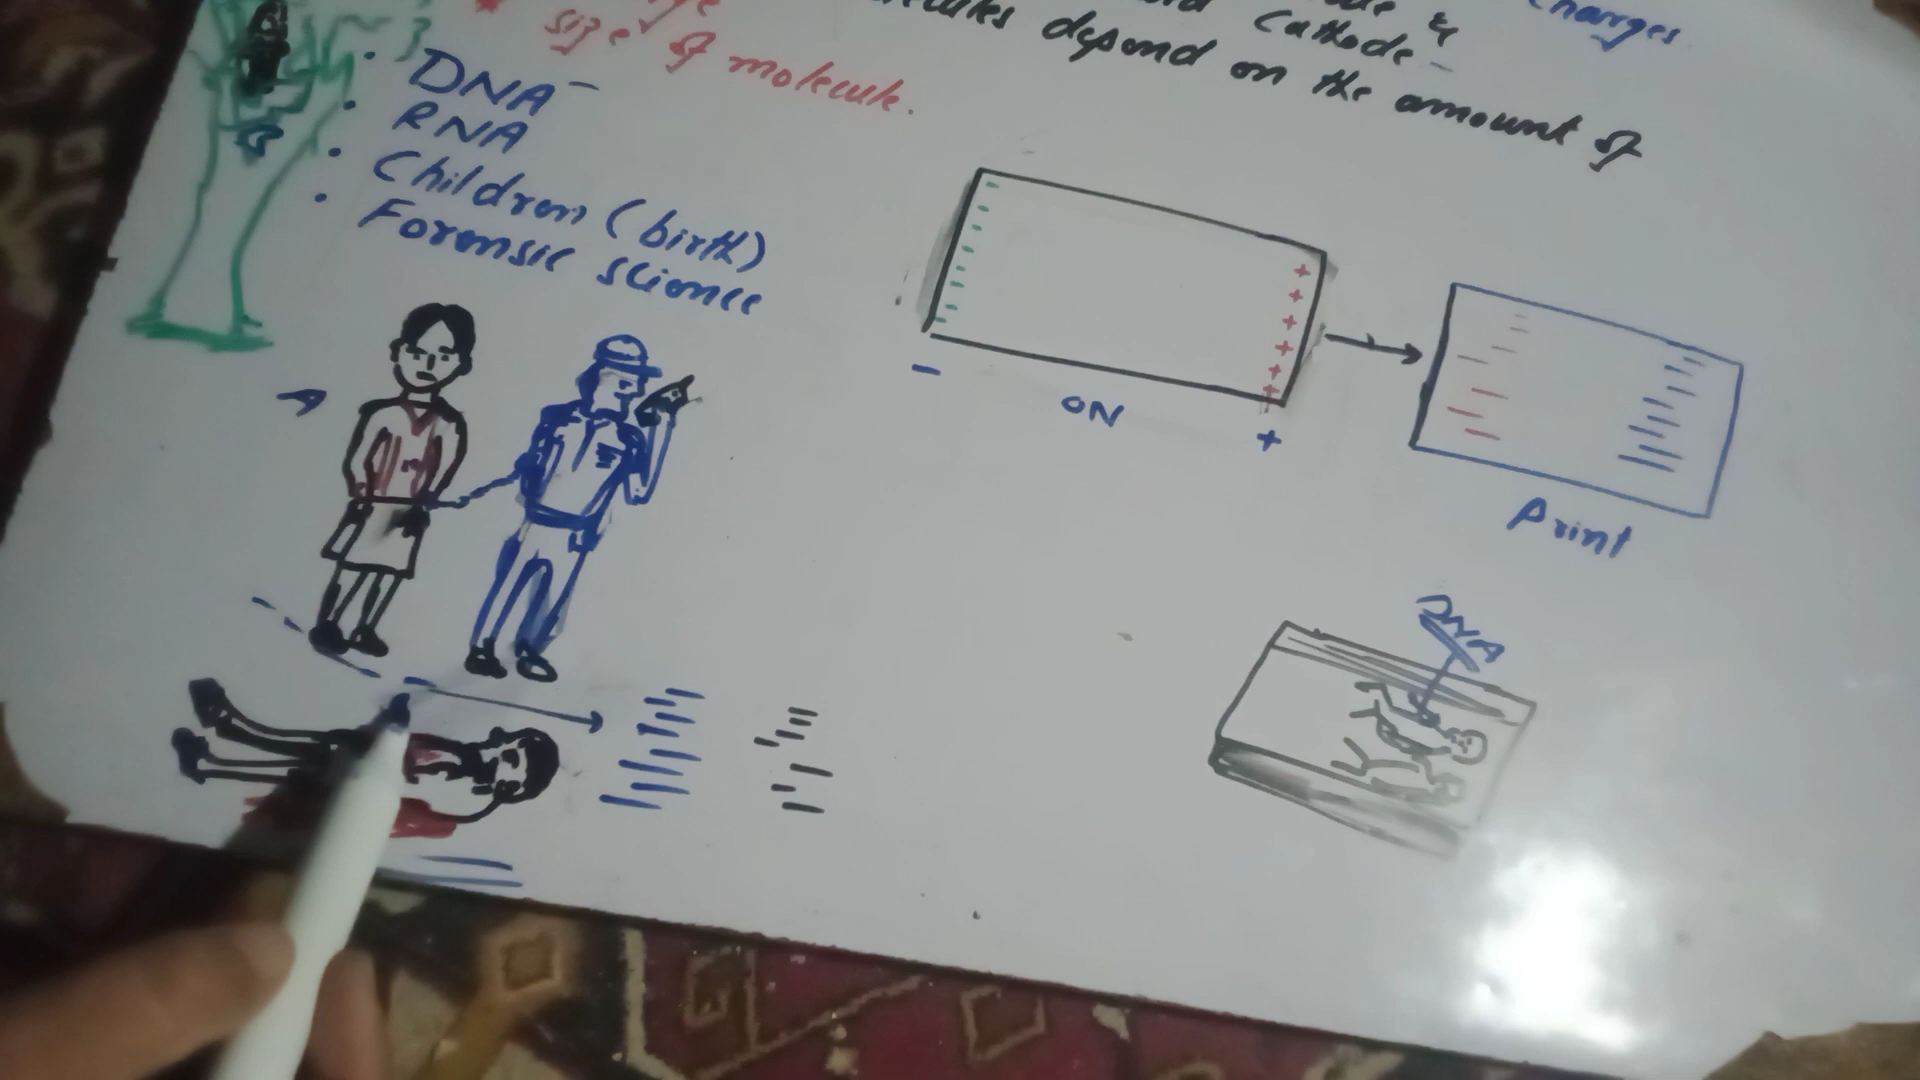 charges
& 
Cathode -
depend on the amount of
size of molecule.
DNA -
RNA
Children (birth)
Forensic science
A
-
ON
+
Print
DNA